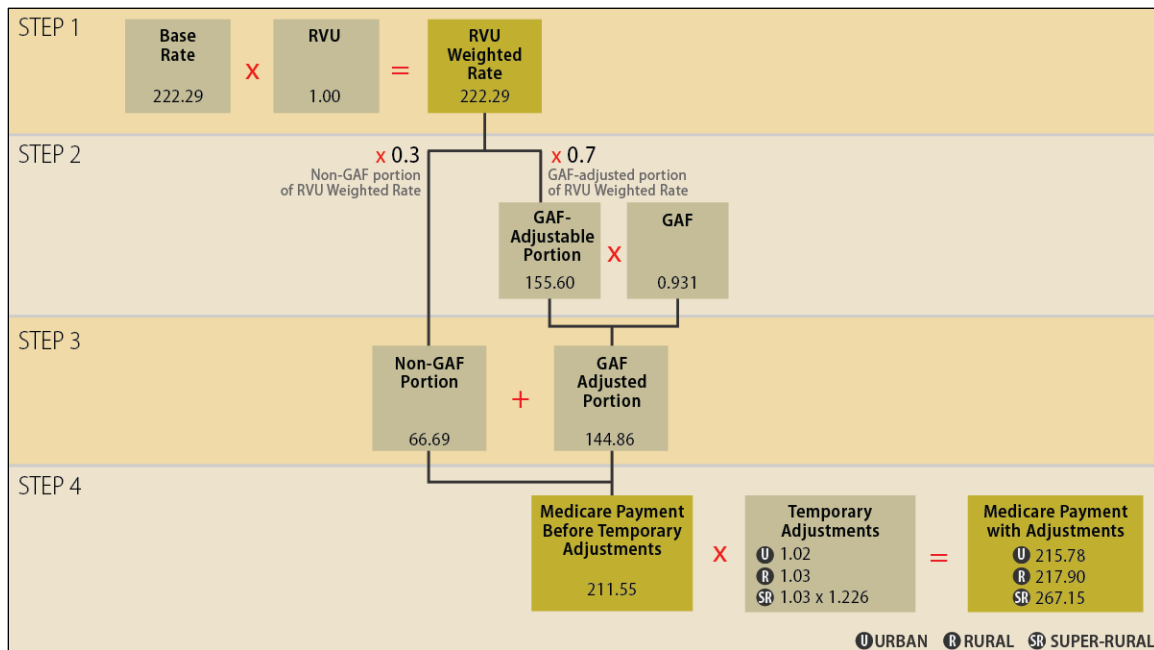 STEP 1
Base
Rate
222.29
x
RVU
1.00
=
RVU
Weighted
Rate
222.29
STEP 2
x 0.3
Non-GAF portion
of RVU Weighted Rate
x 0.7
GAF-adjusted portion
of RVU Weighted Rate
GAF-
Adjustable
Portion
155.60
x
GAF
0.931
STEP 3
Non-GAF
Portion
66.69
+
GAF
Adjusted
Portion
144.86
STEP 4
Medicare Payment
Before Temporary
Adjustments
211.55
x
Temporary
Adjustments
U 1.02
R 1.03
SR 1.03 x 1.226
=
Medicare Payment
with Adjustments
U 215.78
R 217.90
SR 267.15
U URBAN R RURAL SR SUPER-RURAL